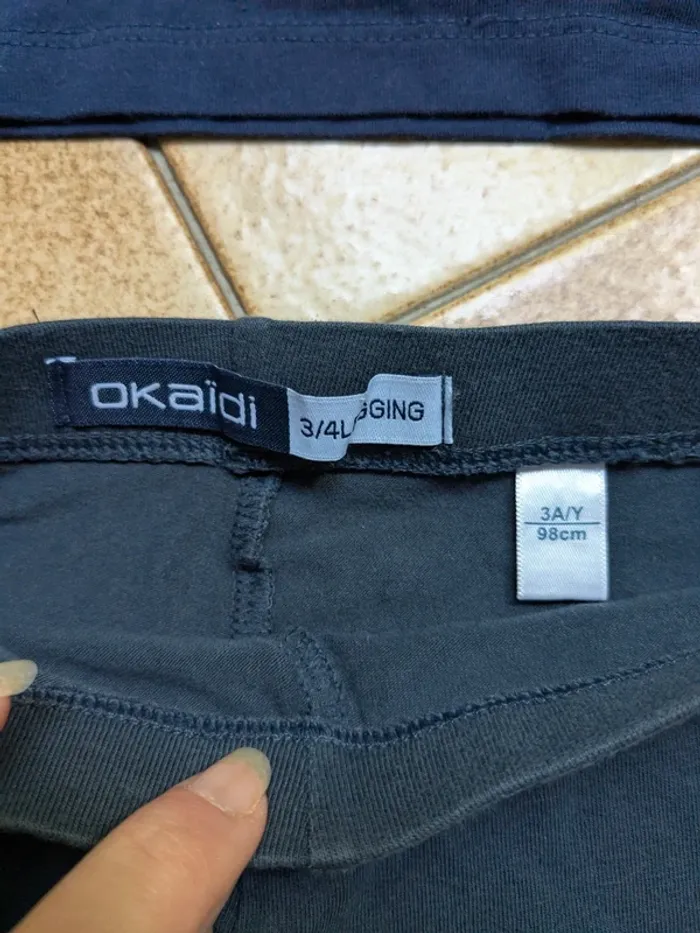 oKaïdi
3/4L GGING
3A/Y
98cm